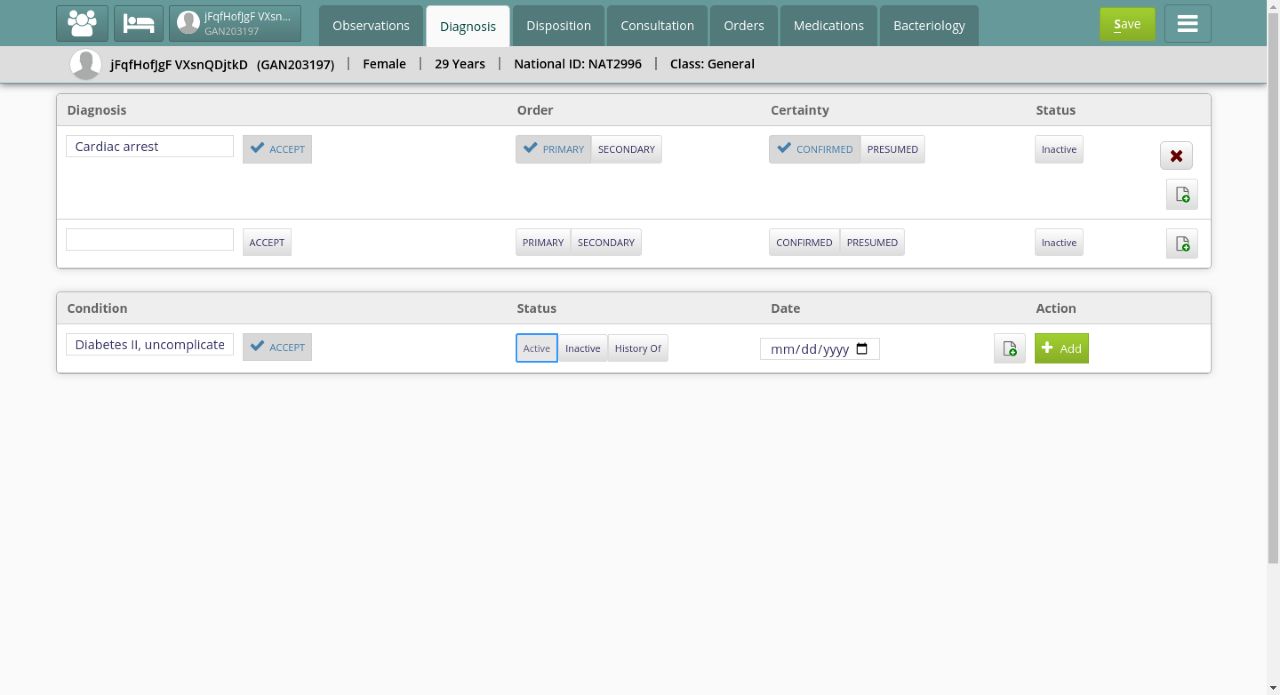 jFqfHofJgF VXsn...
GAN203197
Observations
Diagnosis
Disposition
Consultation
Orders
Medications
Bacteriology
Save
jFqfHofJgF VXsnQDjtkD (GAN203197) | Female | 29 Years | National ID: NAT2996 | Class: General
Diagnosis Order Certainty Status
Cardiac arrest ACCEPT PRIMARY SECONDARY CONFIRMED PRESUMED Inactive
ACCEPT PRIMARY SECONDARY CONFIRMED PRESUMED Inactive
Condition Status Date Action
Diabetes II, uncomplicate ACCEPT Active Inactive History Of mm/dd/yyyy Add